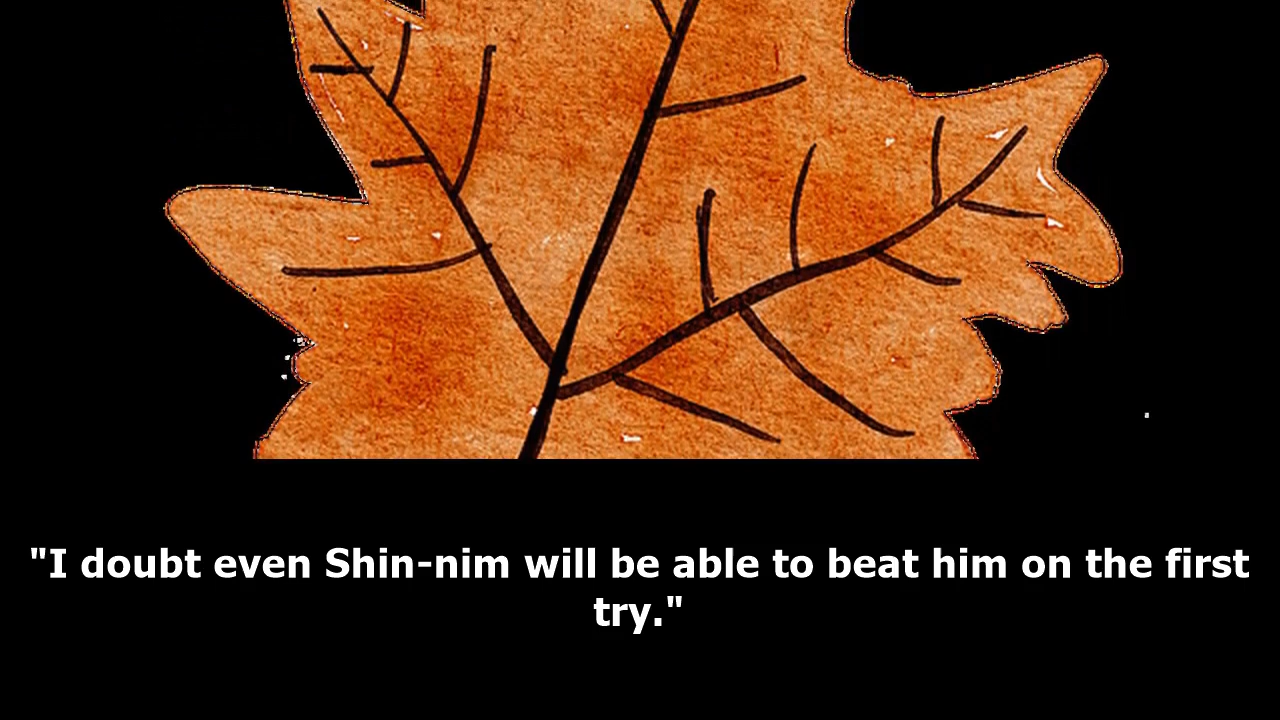 "I doubt even Shin-nim will be able to beat him on the first
try."